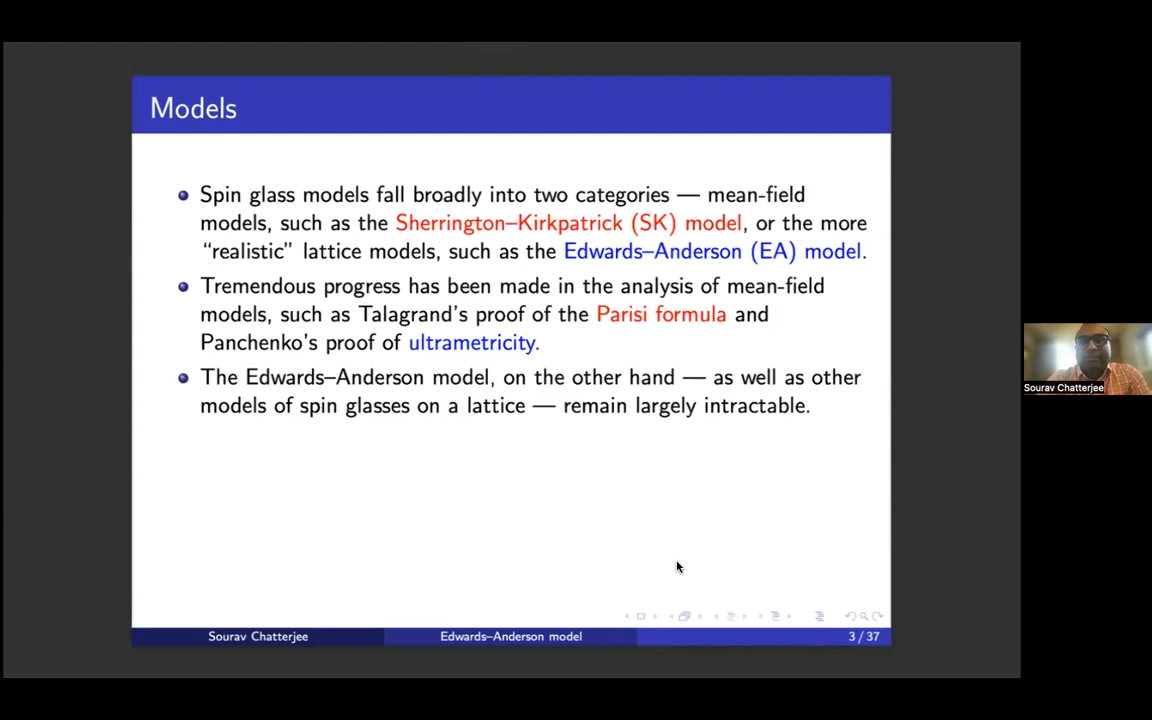 Models
Spin glass models fall broadly into two categories — mean-field
models, such as the Sherrington–Kirkpatrick (SK) model, or the more
“realistic” lattice models, such as the Edwards–Anderson (EA) model.
Tremendous progress has been made in the analysis of mean-field
models, such as Talagrand's proof of the Parisi formula and
Panchenko's proof of ultrametricity.
The Edwards–Anderson model, on the other hand — as well as other
models of spin glasses on a lattice — remain largely intractable.
Sourav Chatterjee
Edwards–Anderson model
3 / 37
Sourav Chatterjee